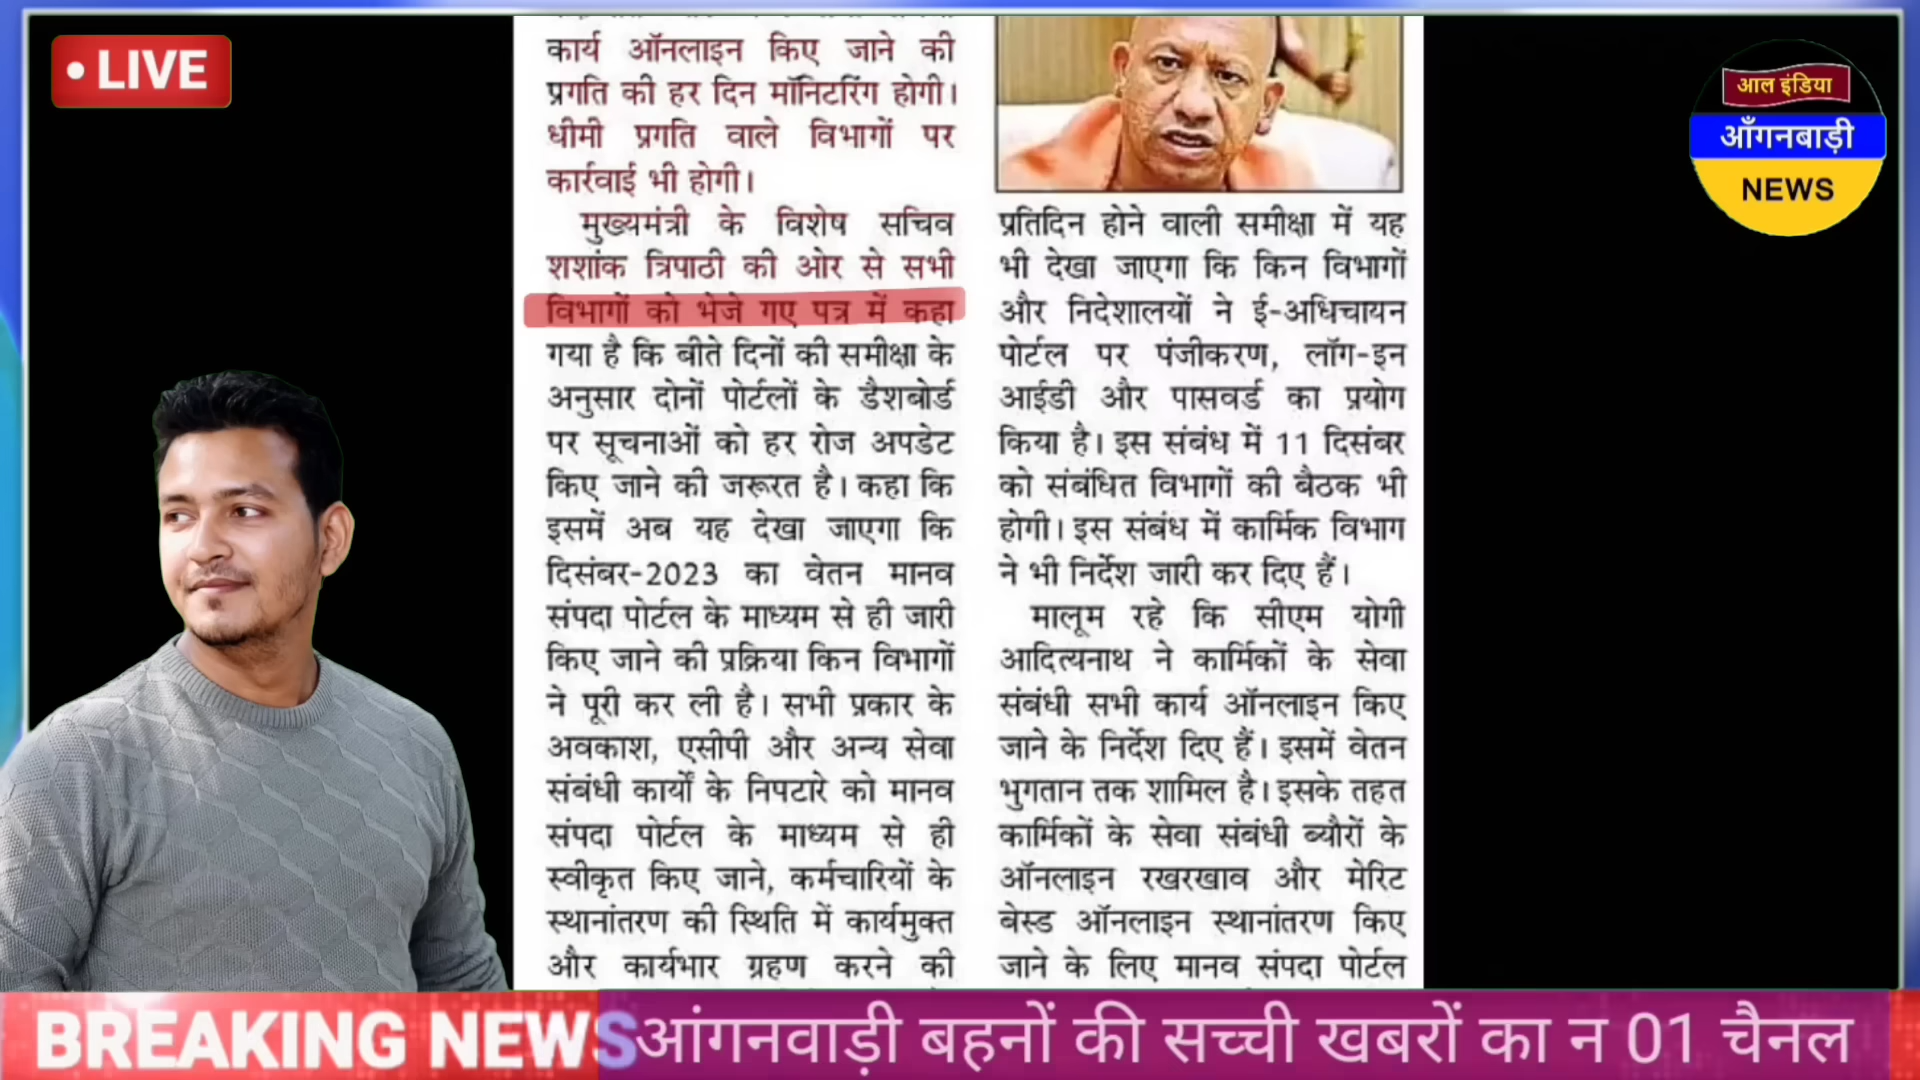 • LIVE
कार्य ऑनलाइन किए जाने की
प्रगति की हर दिन मॉनिटरिंग होगी।
धीमी प्रगति वाले विभागों पर
कार्रवाई भी होगी।
मुख्यमंत्री के विशेष सचिव
शशांक त्रिपाठी की ओर से सभी
विभागों को भेजे गए पत्र में कहा
गया है कि बीते दिनों की समीक्षा के
अनुसार दोनों पोर्टलों के डैशबोर्ड
पर सूचनाओं को हर रोज अपडेट
किए जाने की जरूरत है। कहा कि
इसमें अब यह देखा जाएगा कि
दिसंबर-2023 का वेतन मानव
संपदा पोर्टल के माध्यम से ही जारी
किए जाने की प्रक्रिया किन विभागों
ने पूरी कर ली है। सभी प्रकार के
अवकाश, एसीपी और अन्य सेवा
संबंधी कार्यों के निपटारे को मानव
संपदा पोर्टल के माध्यम से ही
स्वीकृत किए जाने, कर्मचारियों के
स्थानांतरण की स्थिति में कार्यमुक्त
और कार्यभार ग्रहण करने की
प्रतिदिन होने वाली समीक्षा में यह
भी देखा जाएगा कि किन विभागों
और निदेशालयों ने ई-अधिचायन
पोर्टल पर पंजीकरण, लॉग-इन
आईडी और पासवर्ड का प्रयोग
किया है। इस संबंध में 11 दिसंबर
को संबंधित विभागों की बैठक भी
होगी। इस संबंध में कार्मिक विभाग
ने भी निर्देश जारी कर दिए हैं।
मालूम रहे कि सीएम योगी
आदित्यनाथ ने कार्मिकों के सेवा
संबंधी सभी कार्य ऑनलाइन किए
जाने के निर्देश दिए हैं। इसमें वेतन
भुगतान तक शामिल है। इसके तहत
कार्मिकों के सेवा संबंधी ब्यौरों के
ऑनलाइन रखरखाव और मेरिट
बेस्ड ऑनलाइन स्थानांतरण किए
जाने के लिए मानव संपदा पोर्टल
आल इंडिया
आँगनबाड़ी
NEWS
BREAKING NEWS
आंगनवाड़ी बहनों की सच्ची खबरों का न 01 चैनल